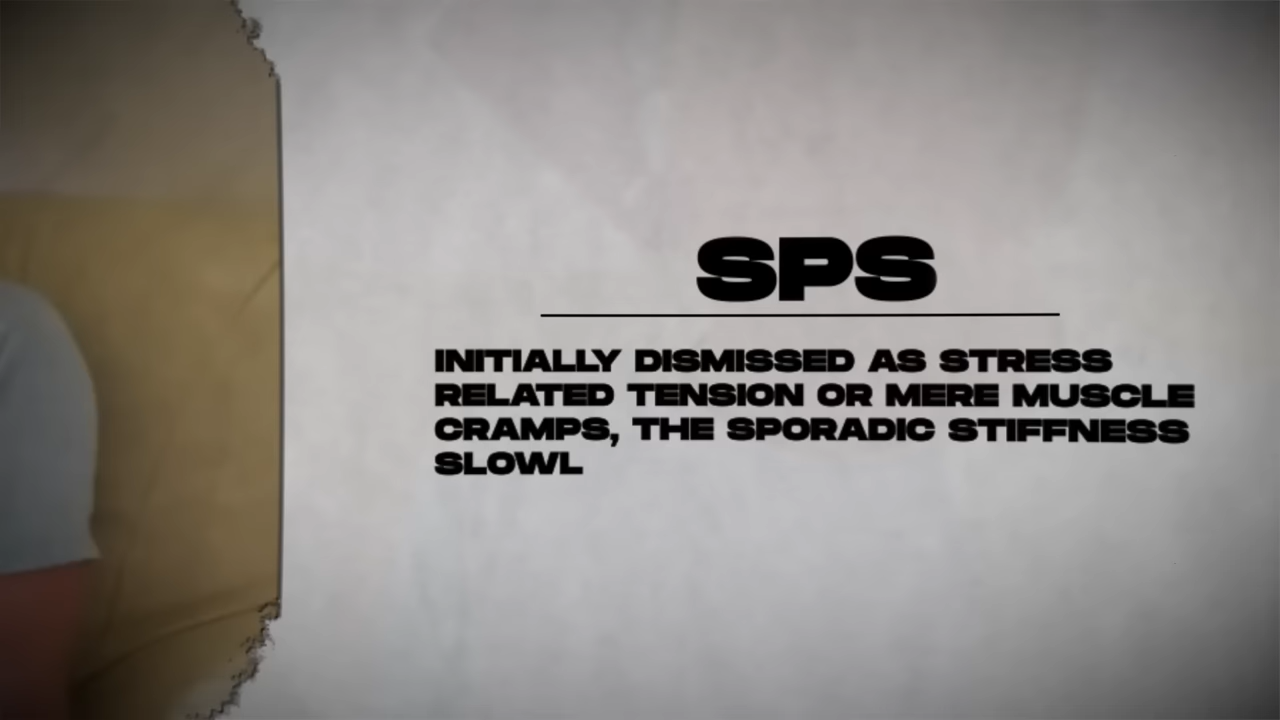 SPS
INITIALLY DISMISSED AS STRESS
RELATED TENSION OR MERE MUSCLE
CRAMPS, THE SPORADIC STIFFNESS
SLOWL